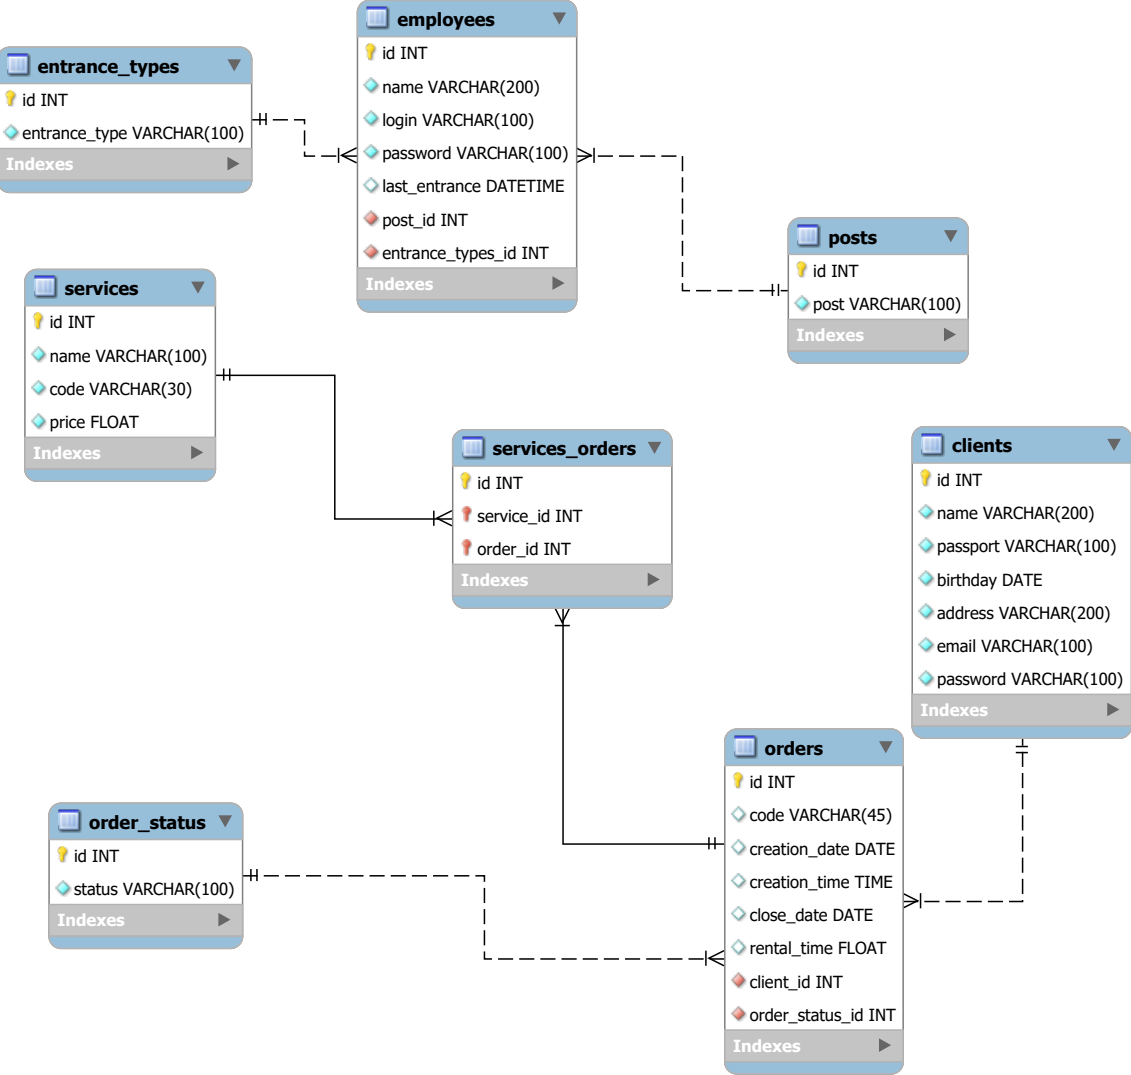 employees
id INT
name VARCHAR(200)
login VARCHAR(100)
password VARCHAR(100)
last_entrance DATETIME
post_id INT
entrance_types_id INT
Indexes
entrance_types
id INT
entrance_type VARCHAR(100)
Indexes
posts
id INT
post VARCHAR(100)
Indexes
services
id INT
name VARCHAR(100)
code VARCHAR(30)
price FLOAT
Indexes
services_orders
id INT
service_id INT
order_id INT
Indexes
clients
id INT
name VARCHAR(200)
passport VARCHAR(100)
birthday DATE
address VARCHAR(200)
email VARCHAR(100)
password VARCHAR(100)
Indexes
orders
id INT
code VARCHAR(45)
creation_date DATE
creation_time TIME
close_date DATE
rental_time FLOAT
client_id INT
order_status_id INT
Indexes
order_status
id INT
status VARCHAR(100)
Indexes